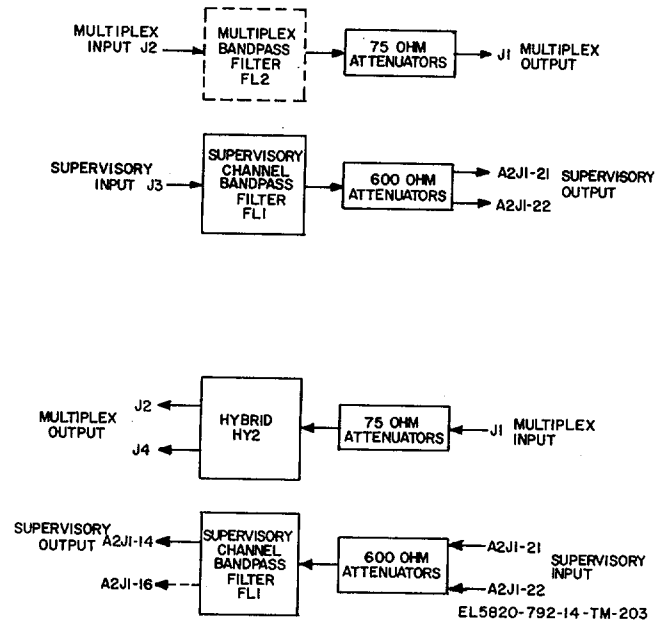 MULTIPLEX
INPUT J2
MULTIPLEX
BANDPASS
FILTER
FL2
75 OHM
ATTENUATORS
J1 MULTIPLEX
OUTPUT
SUPERVISORY
INPUT J3
SUPERVISORY
CHANNEL
BANDPASS
FILTER
FL1
600 OHM
ATTENUATORS
A2J1-21
SUPERVISORY
OUTPUT
A2J1-22
MULTIPLEX
OUTPUT
J2
J4
HYBRID
HY2
75 OHM
ATTENUATORS
J1 MULTIPLEX
INPUT
SUPERVISORY
OUTPUT A2J1-14
A2J1-16
SUPERVISORY
CHANNEL
BANDPASS
FILTER
FL1
600 OHM
ATTENUATORS
A2J1-21
SUPERVISORY
INPUT
A2J1-22
EL5820-792-14-TM-203